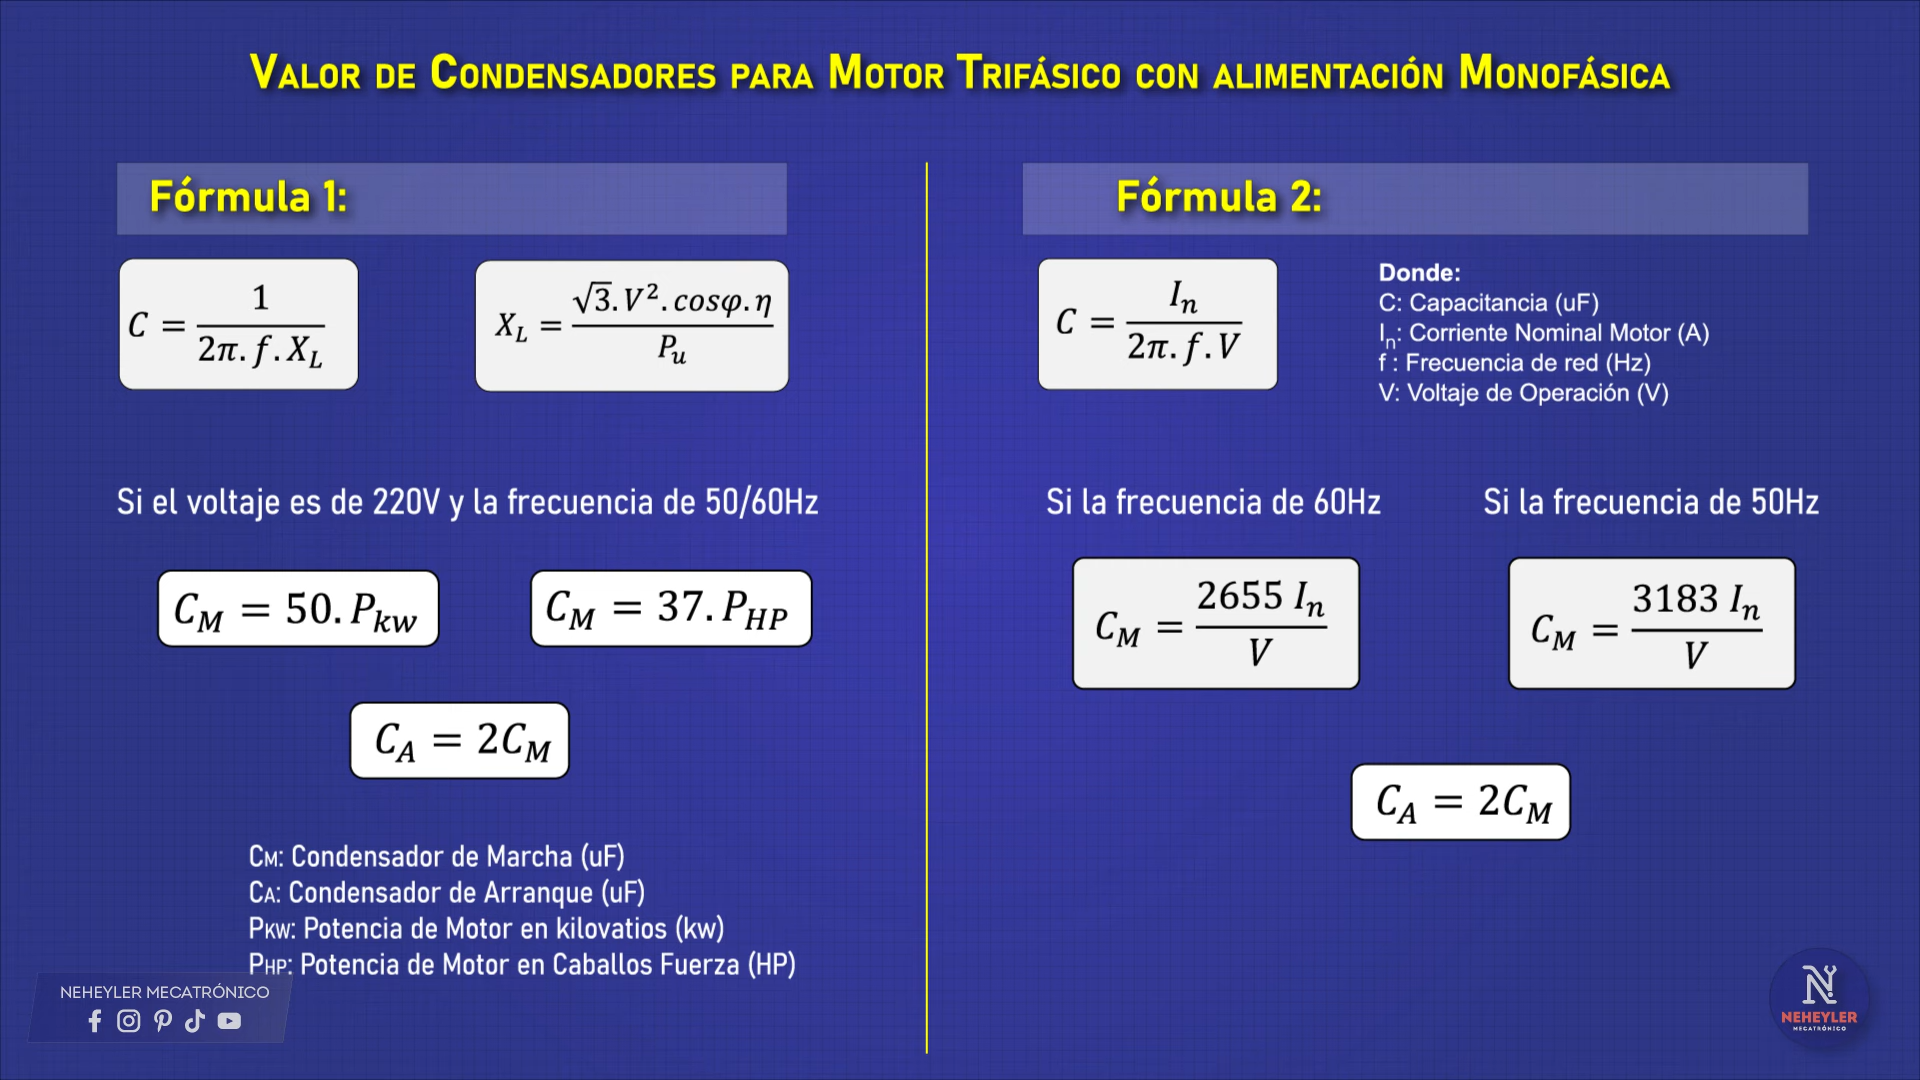 VALOR DE CONDENSADORES PARA MOTOR TRIFÁSICO CON ALIMENTACIÓN MONOFÁSICA
Fórmula 1:
C = 1 / 2π. f. X_L
X_L = √3. V². cosφ. η / P_u
Si el voltaje es de 220V y la frecuencia de 50/60Hz
C_M = 50. P_kw
C_M = 37. P_HP
C_A = 2C_M
CM: Condensador de Marcha (uF)
CA: Condensador de Arranque (uF)
PKW: Potencia de Motor en kilovatios (kw)
PHP: Potencia de Motor en Caballos Fuerza (HP)
Fórmula 2:
C = I_n / 2π. f. V
Donde:
C: Capacitancia (uF)
I_n: Corriente Nominal Motor (A)
f : Frecuencia de red (Hz)
V: Voltaje de Operación (V)
Si la frecuencia de 60Hz
Si la frecuencia de 50Hz
C_M = 2655 I_n / V
C_M = 3183 I_n / V
C_A = 2C_M
NEHEYLER MECATRÓNICO
N
NEHEYLER
MECATRÓNICO